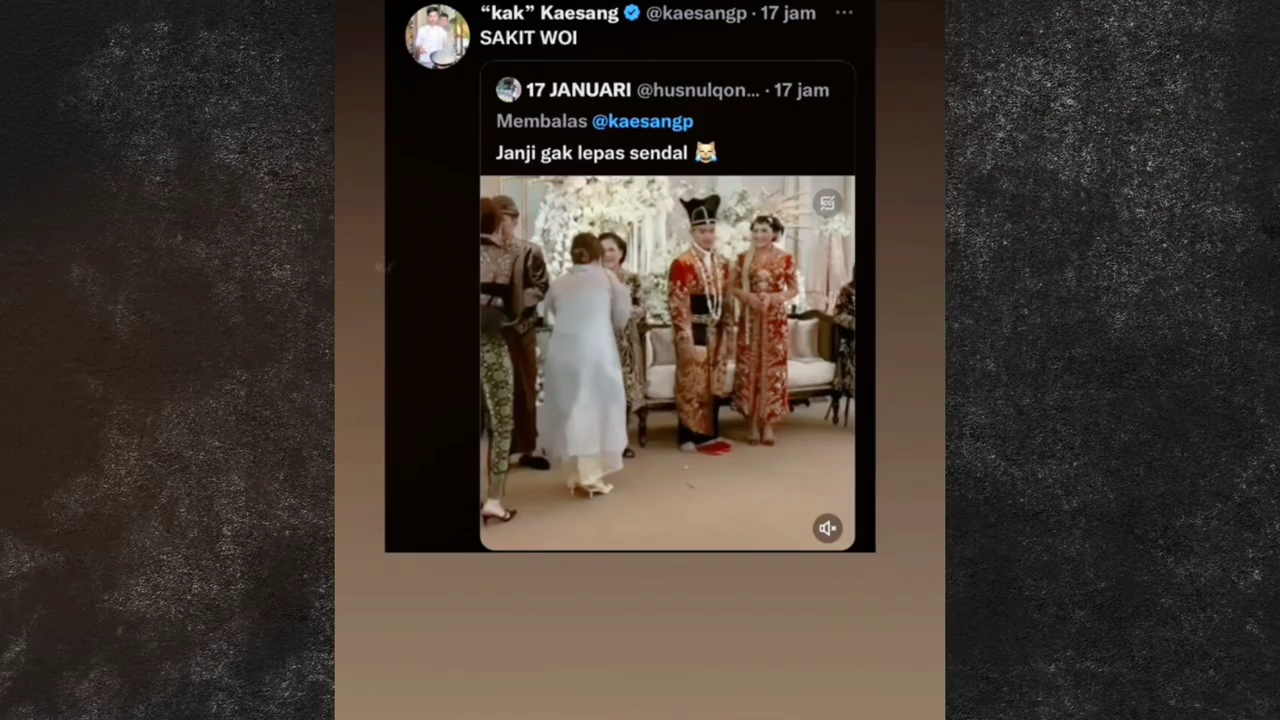 “kak” Kaesang @kaesangp · 17 jam ...
SAKIT WOI
17 JANUARI @husnulqon... · 17 jam
Membalas @kaesangp
Janji gak lepas sendal 😹